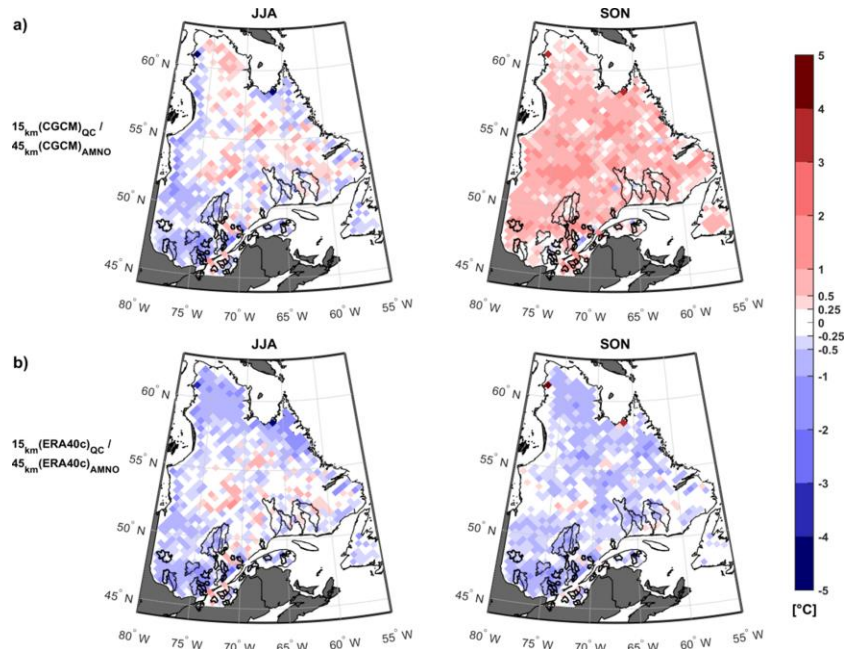 a)
JJA
SON
60° N
55° N
50° N
45° N
80° W
75° W
70° W
65° W
60° W
55° W
60° N
55° N
50° N
45° N
80° W
75° W
70° W
65° W
60° W
55° W
15km(CGCM)QC /
45km(CGCM)AMNO
b)
JJA
SON
60° N
55° N
50° N
45° N
80° W
75° W
70° W
65° W
60° W
55° W
60° N
55° N
50° N
45° N
80° W
75° W
70° W
65° W
60° W
55° W
15km(ERA40c)QC /
45km(ERA40c)AMNO
5
4
3
2
1
0.5
0.25
0
-0.25
-0.5
-1
-2
-3
-4
-5
[°C]